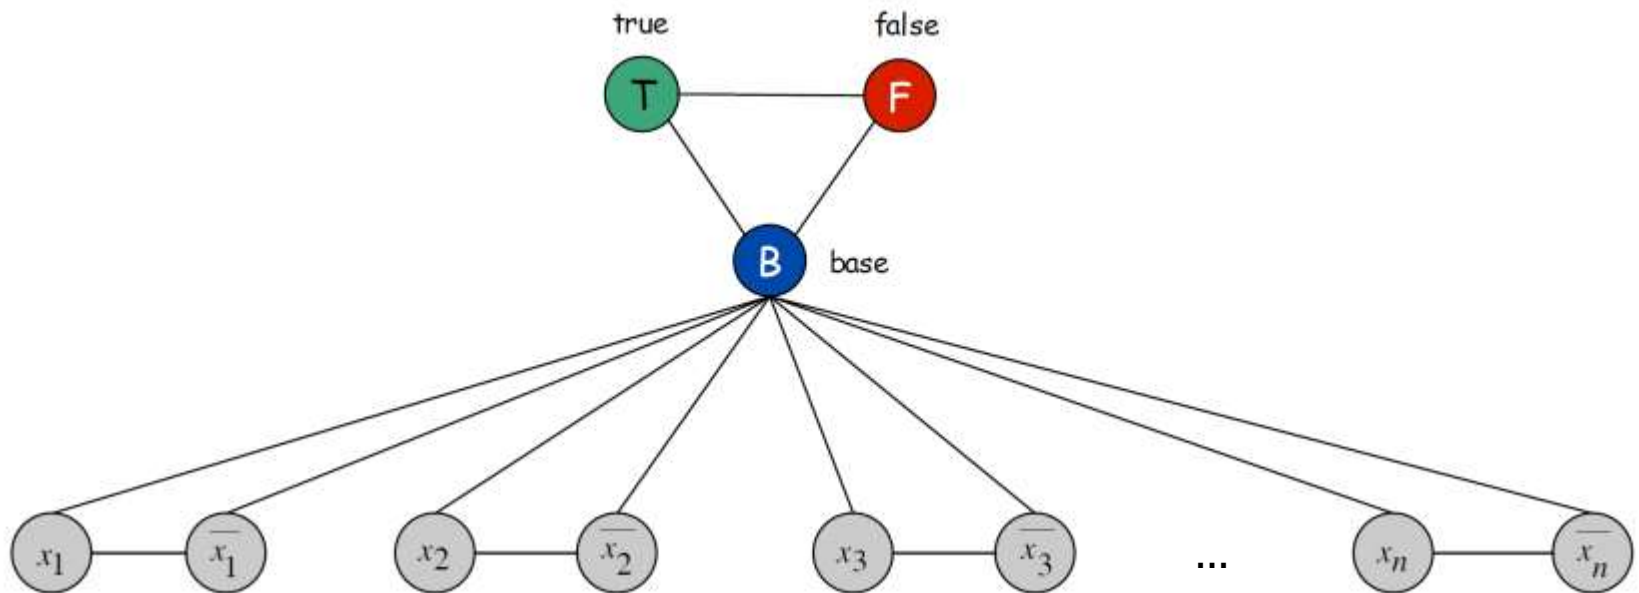 true false
T F
B base
x₁ x̅₁ x₂ x̅₂ x₃ x̅₃ ... xₙ x̅ₙ